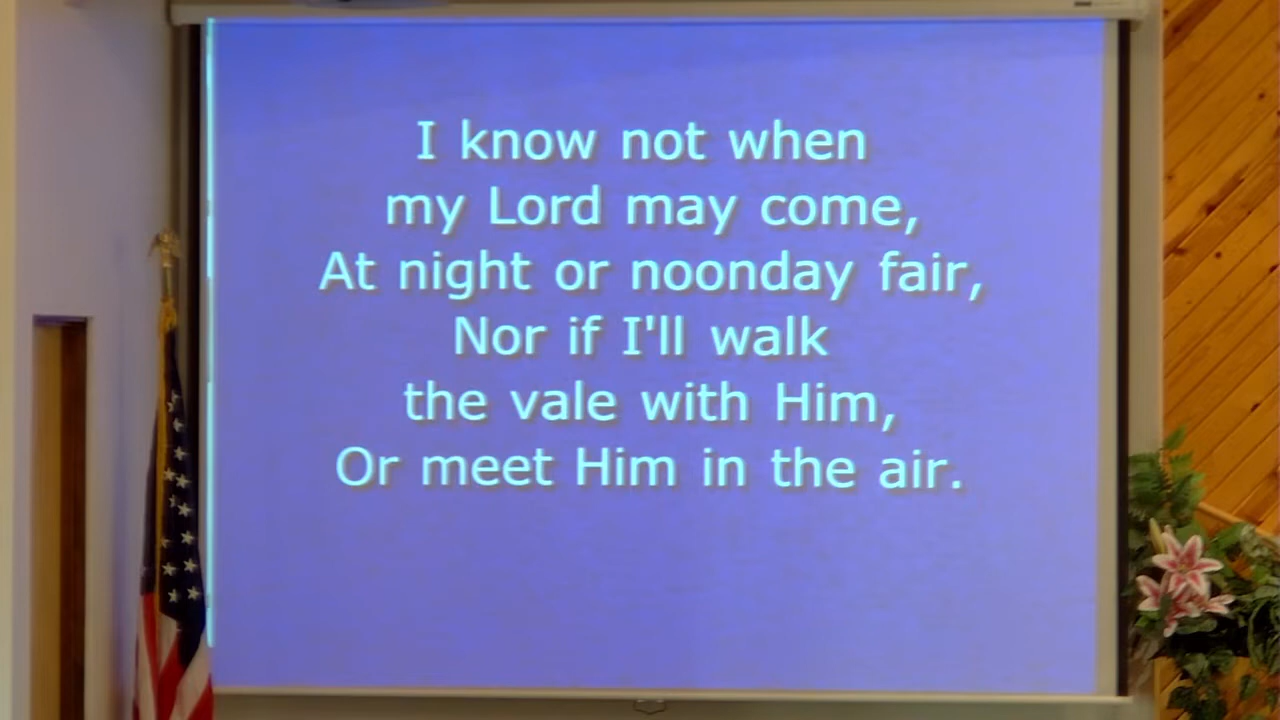 I know not when
my Lord may come,
At night or noonday fair,
Nor if I'll walk
the vale with Him,
Or meet Him in the air.